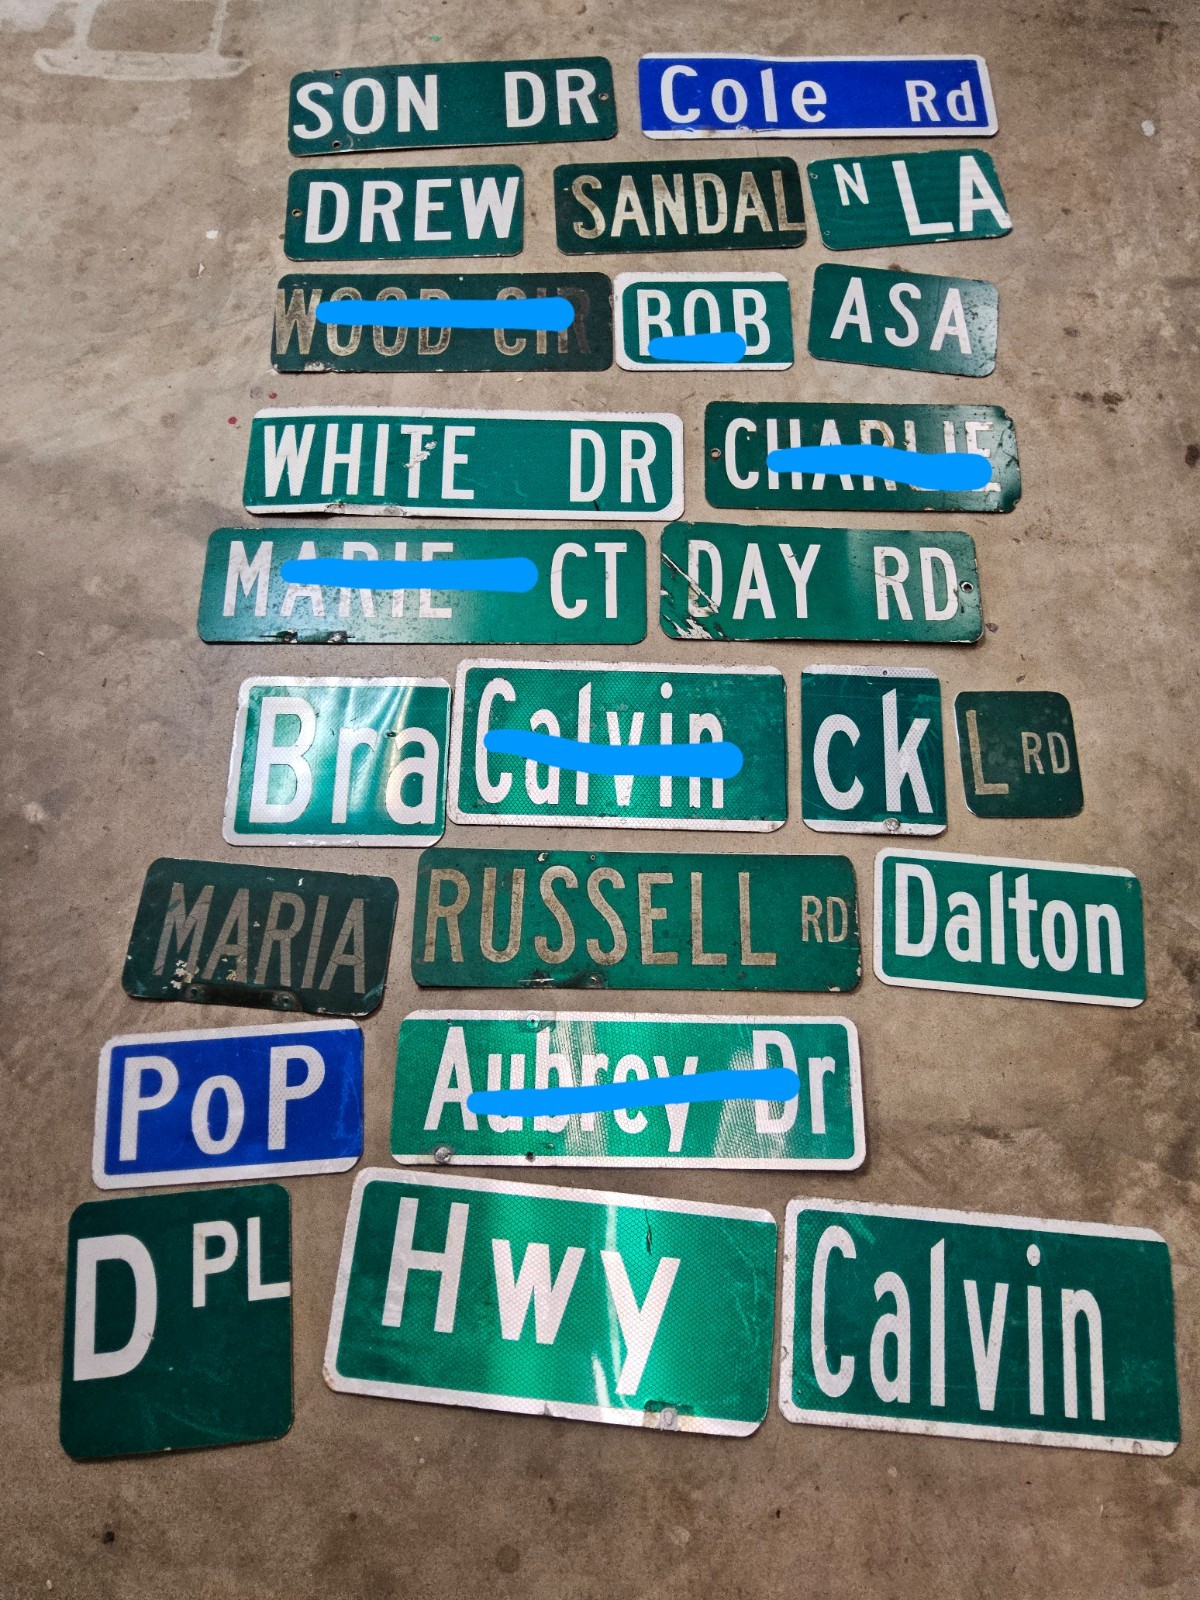 SON DR
Cole Rd
DREW
SANDAL
N LA
WOOD CIR
BOB
ASA
WHITE DR
CHARLIE
MARIE CT
DAY RD
Bra
Calvin
ck
L RD
MARIA
RUSSELL RD
Dalton
PoP
Aubrey Dr
D PL
Hwy
Calvin